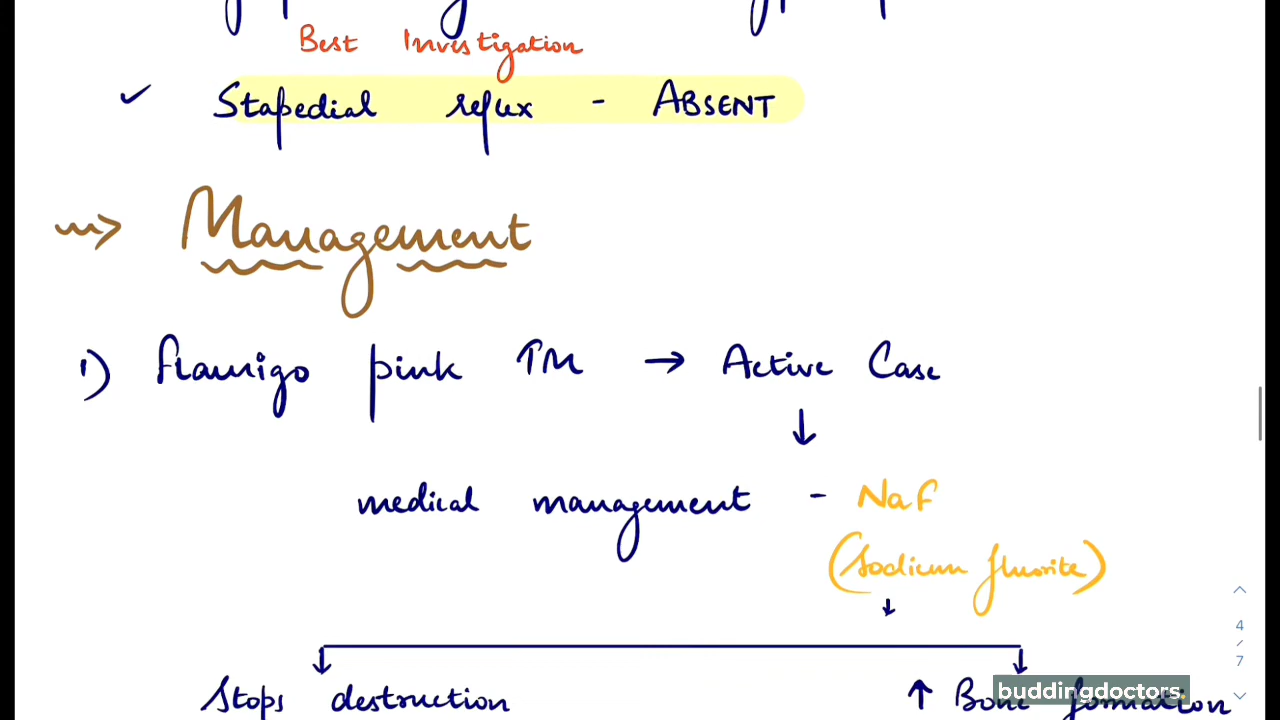 Best Investigation
✓ Stapedial reflux - ABSENT
Management
1) flamigo pink TM → Active Case
↓
medical management - NaF
(Sodium fluorite)
↓
4
/
7
Stops destruction ↑ Bone formation
buddingdoctors.